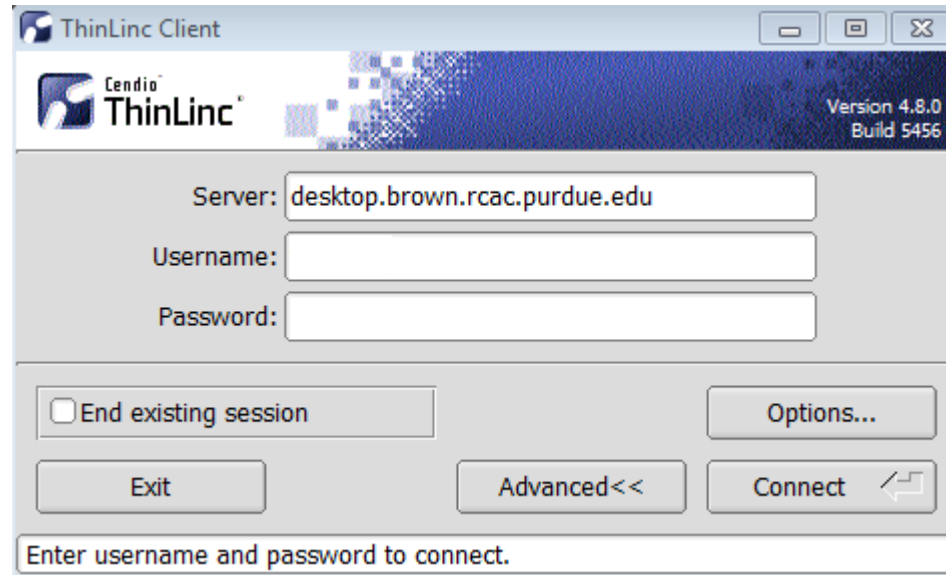 ThinLinc Client
Cendio
ThinLinc
Version 4.8.0
Build 5456
Server: desktop.brown.rcac.purdue.edu
Username:
Password:
End existing session
Options...
Exit
Advanced<<
Connect
Enter username and password to connect.